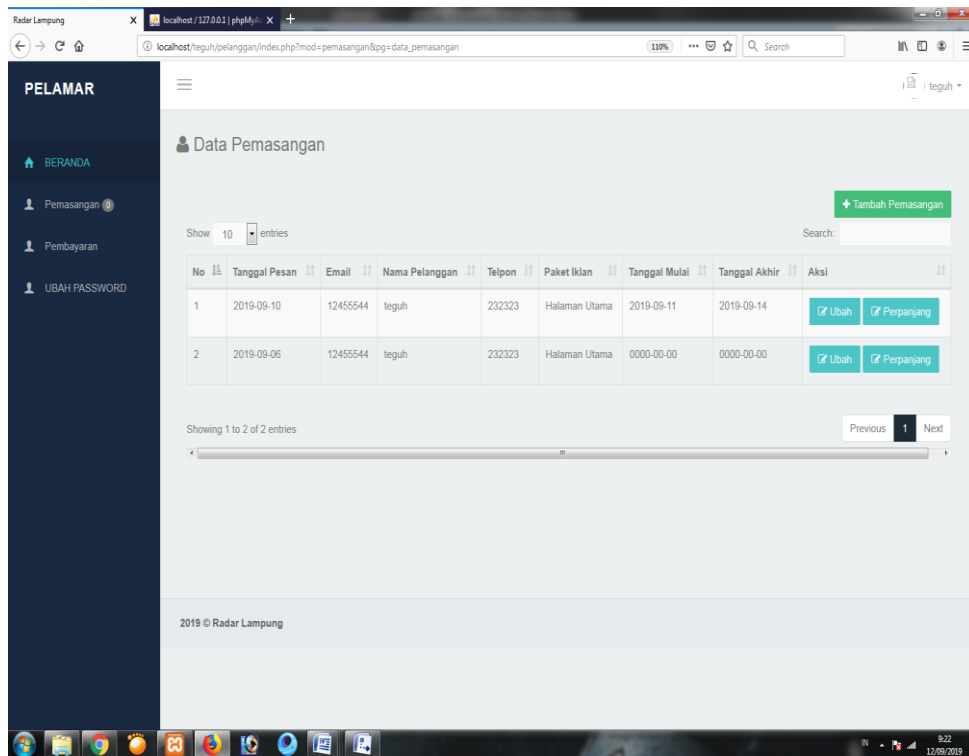 Radar Lampung X localhost / 127.0.0.1 | phpMyA X +
localhost/teguh/pelanggan/index.php?mod=pemasangan&pg=data_pemasangan 110% Search
PELAMAR
teguh
Data Pemasangan
BERANDA
Pemasangan 0
Pembayaran
UBAH PASSWORD
+ Tambah Pemasangan
Show 10 entries Search:
No Tanggal Pesan Email Nama Pelanggan Telpon Paket Iklan Tanggal Mulai Tanggal Akhir Aksi
1 2019-09-10 12455544 teguh 232323 Halaman Utama 2019-09-11 2019-09-14 Ubah Perpanjang
2 2019-09-06 12455544 teguh 232323 Halaman Utama 0000-00-00 0000-00-00 Ubah Perpanjang
Showing 1 to 2 of 2 entries Previous 1 Next
2019 © Radar Lampung
IN 9:22
12/09/2019